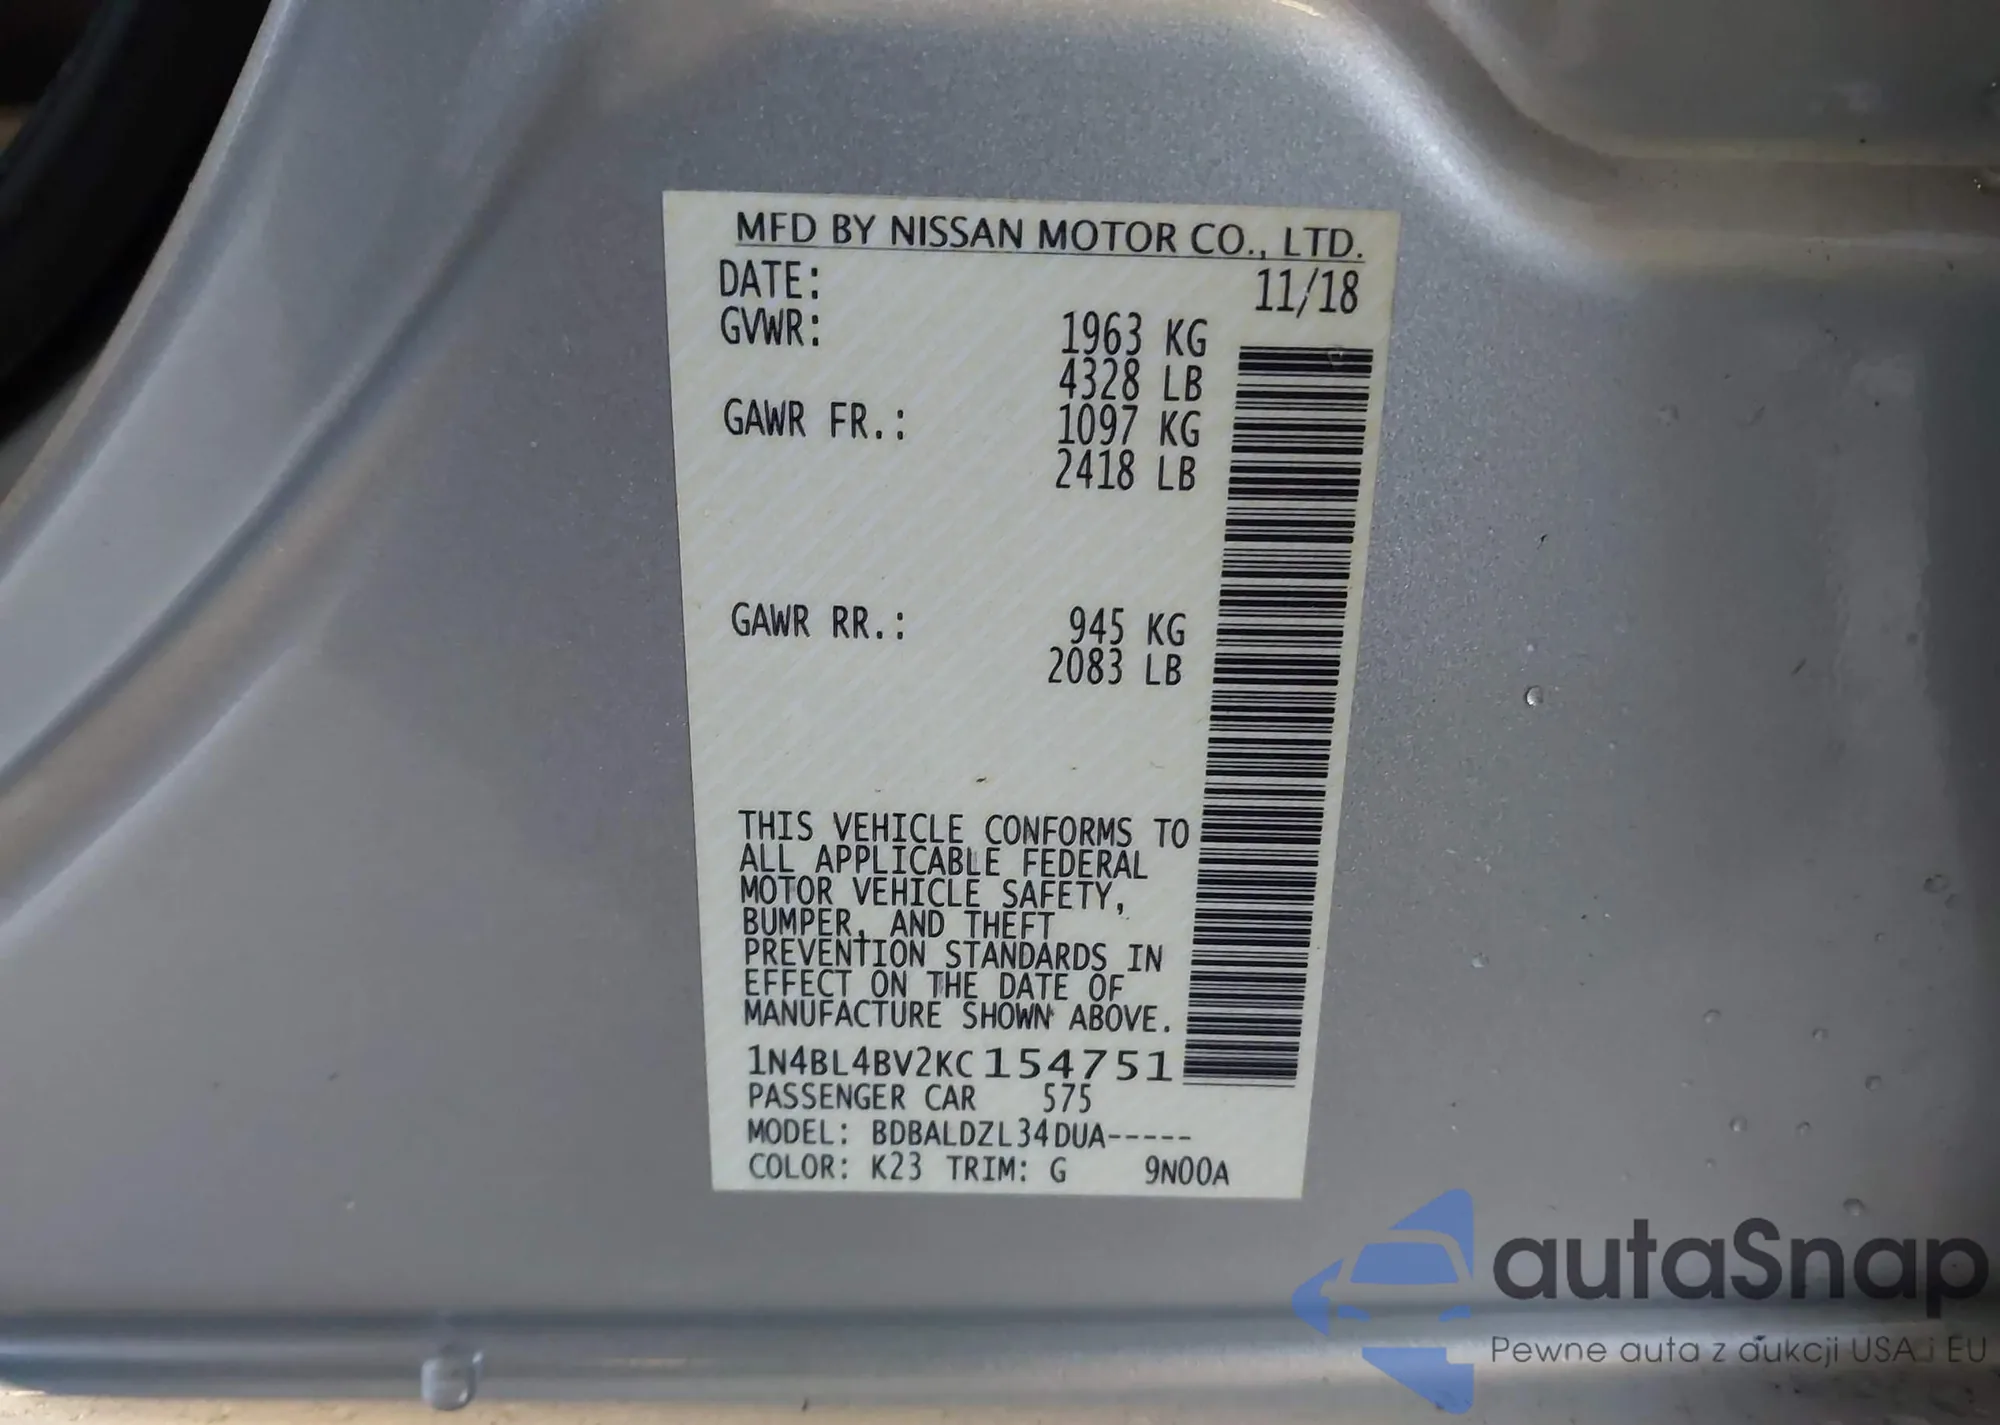 MFD BY NISSAN MOTOR CO., LTD.
DATE: 11/18
GVWR: 1963 KG
4328 LB
GAWR FR.: 1097 KG
2418 LB
GAWR RR.: 945 KG
2083 LB
THIS VEHICLE CONFORMS TO
ALL APPLICABLE FEDERAL
MOTOR VEHICLE SAFETY,
BUMPER, AND THEFT
PREVENTION STANDARDS IN
EFFECT ON THE DATE OF
MANUFACTURE SHOWN ABOVE.
1N4BL4BV2KC154751
PASSENGER CAR 575
MODEL: BDBALDZL34DUA-----
COLOR: K23 TRIM: G 9N00A
autaSnap
Pewne auta z aukcji USA i EU